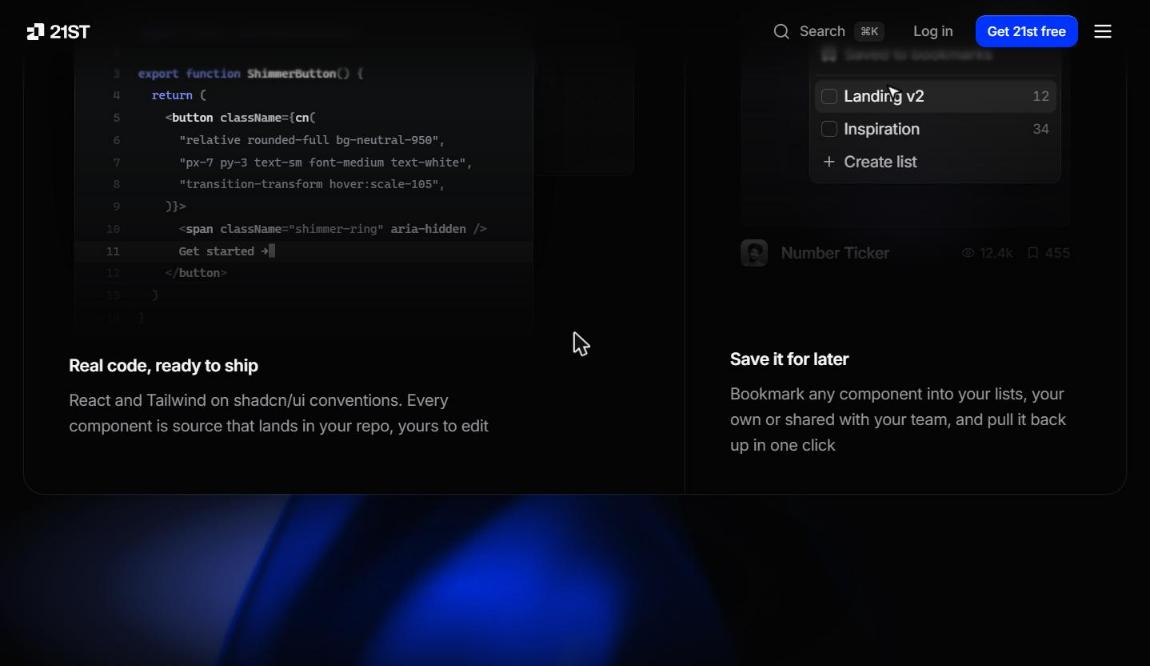 21ST
Search ⌘K Log in Get 21st free
3 export function ShimmerButton() {
4 return (
5 <button className={cn(
6 "relative rounded-full bg-neutral-950",
7 "px-7 py-3 text-sm font-medium text-white",
8 "transition-transform hover:scale-105",
9 )}>
10 <span className="shimmer-ring" aria-hidden />
11 Get started →
12 </button>
13 )
14 }
Saved to bookmarks
Landing v2 12
Inspiration 34
+ Create list
Number Ticker 12.4k 455
Real code, ready to ship
React and Tailwind on shadcn/ui conventions. Every
component is source that lands in your repo, yours to edit
Save it for later
Bookmark any component into your lists, your
own or shared with your team, and pull it back
up in one click